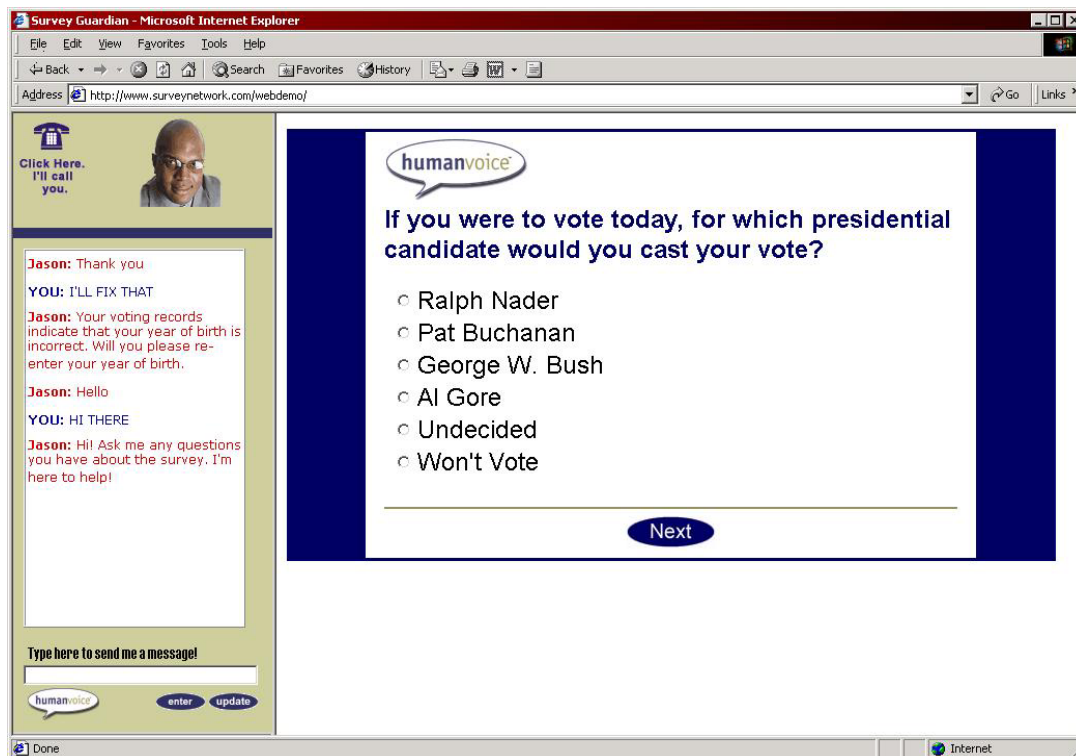 Survey Guardian - Microsoft Internet Explorer
File Edit View Favorites Tools Help
Back Search Favorites History
Address http://www.surveynetwork.com/webdemo/ Go Links
Click Here.
I'll call
you.
Jason: Thank you
YOU: I'LL FIX THAT
Jason: Your voting records
indicate that your year of birth is
incorrect. Will you please re-
enter your year of birth.
Jason: Hello
YOU: HI THERE
Jason: Hi! Ask me any questions
you have about the survey. I'm
here to help!
Type here to send me a message!
humanvoice enter update
humanvoice
If you were to vote today, for which presidential
candidate would you cast your vote?
Ralph Nader
Pat Buchanan
George W. Bush
Al Gore
Undecided
Won't Vote
Next
Done Internet